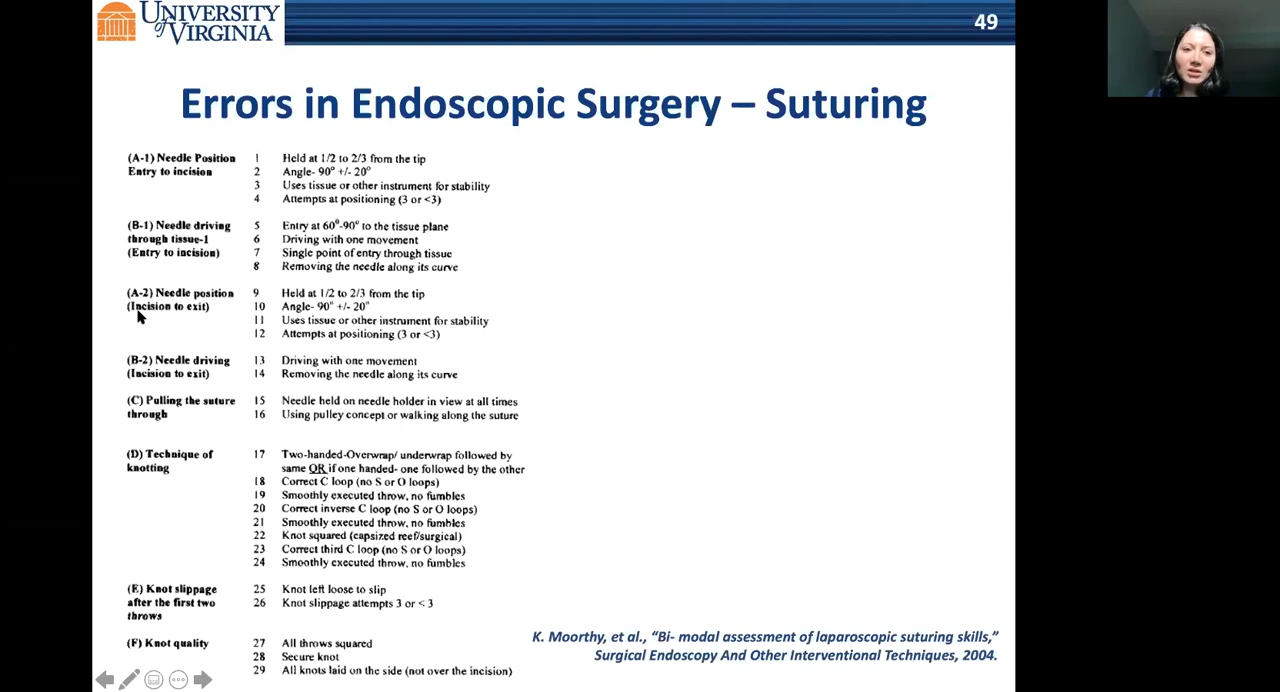 UNIVERSITY
of VIRGINIA
49
Errors in Endoscopic Surgery – Suturing
(A-1) Needle Position 1 Held at 1/2 to 2/3 from the tip
Entry to incision 2 Angle- 90° +/- 20°
3 Uses tissue or other instrument for stability
4 Attempts at positioning (3 or <3)
(B-1) Needle driving 5 Entry at 60°-90° to the tissue plane
through tissue-1 6 Driving with one movement
(Entry to incision) 7 Single point of entry through tissue
8 Removing the needle along its curve
(A-2) Needle position 9 Held at 1/2 to 2/3 from the tip
(Incision to exit) 10 Angle- 90° +/- 20°
11 Uses tissue or other instrument for stability
12 Attempts at positioning (3 or <3)
(B-2) Needle driving 13 Driving with one movement
(Incision to exit) 14 Removing the needle along its curve
(C) Pulling the suture 15 Needle held on needle holder in view at all times
through 16 Using pulley concept or walking along the suture
(D) Technique of 17 Two-handed-Overwrap/ underwrap followed by
knotting same OR if one handed- one followed by the other
18 Correct C loop (no S or O loops)
19 Smoothly executed throw, no fumbles
20 Correct inverse C loop (no S or O loops)
21 Smoothly executed throw, no fumbles
22 Knot squared (capsized reef/surgical)
23 Correct third C loop (no S or O loops)
24 Smoothly executed throw, no fumbles
(E) Knot slippage 25 Knot left loose to slip
after the first two 26 Knot slippage attempts 3 or < 3
throws
(F) Knot quality 27 All throws squared
28 Secure knot
29 All knots laid on the side (not over the incision)
K. Moorthy, et al., “Bi- modal assessment of laparoscopic suturing skills,”
Surgical Endoscopy And Other Interventional Techniques, 2004.